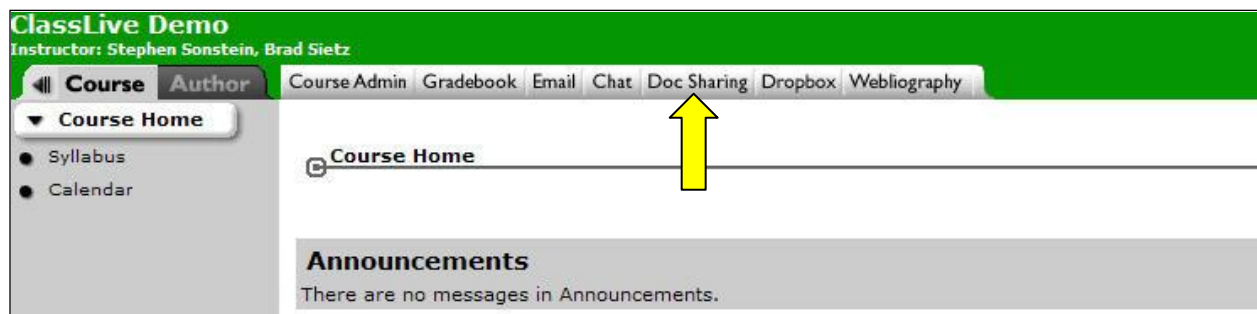 ClassLive Demo
Instructor: Stephen Sonstein, Brad Sietz
Course Author Course Admin Gradebook Email Chat Doc Sharing Dropbox Webliography
Course Home
Syllabus
Calendar
Course Home
Announcements
There are no messages in Announcements.